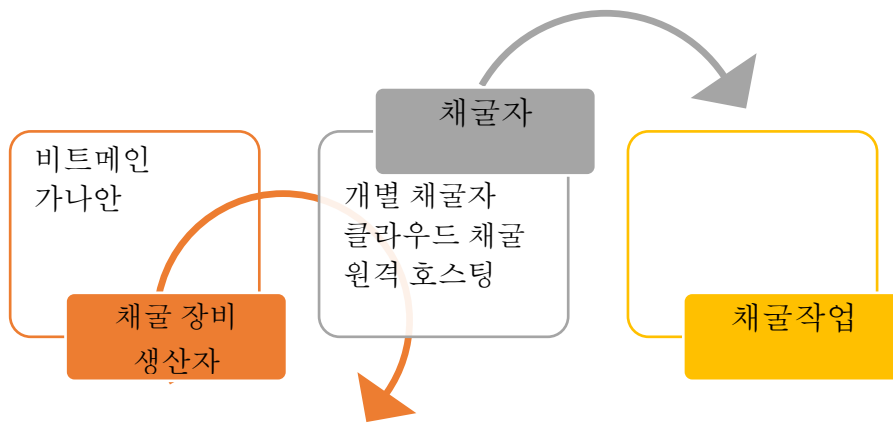 비트메인
가나안
채굴 장비
생산자
채굴자
개별 채굴자
클라우드 채굴
원격 호스팅
채굴작업